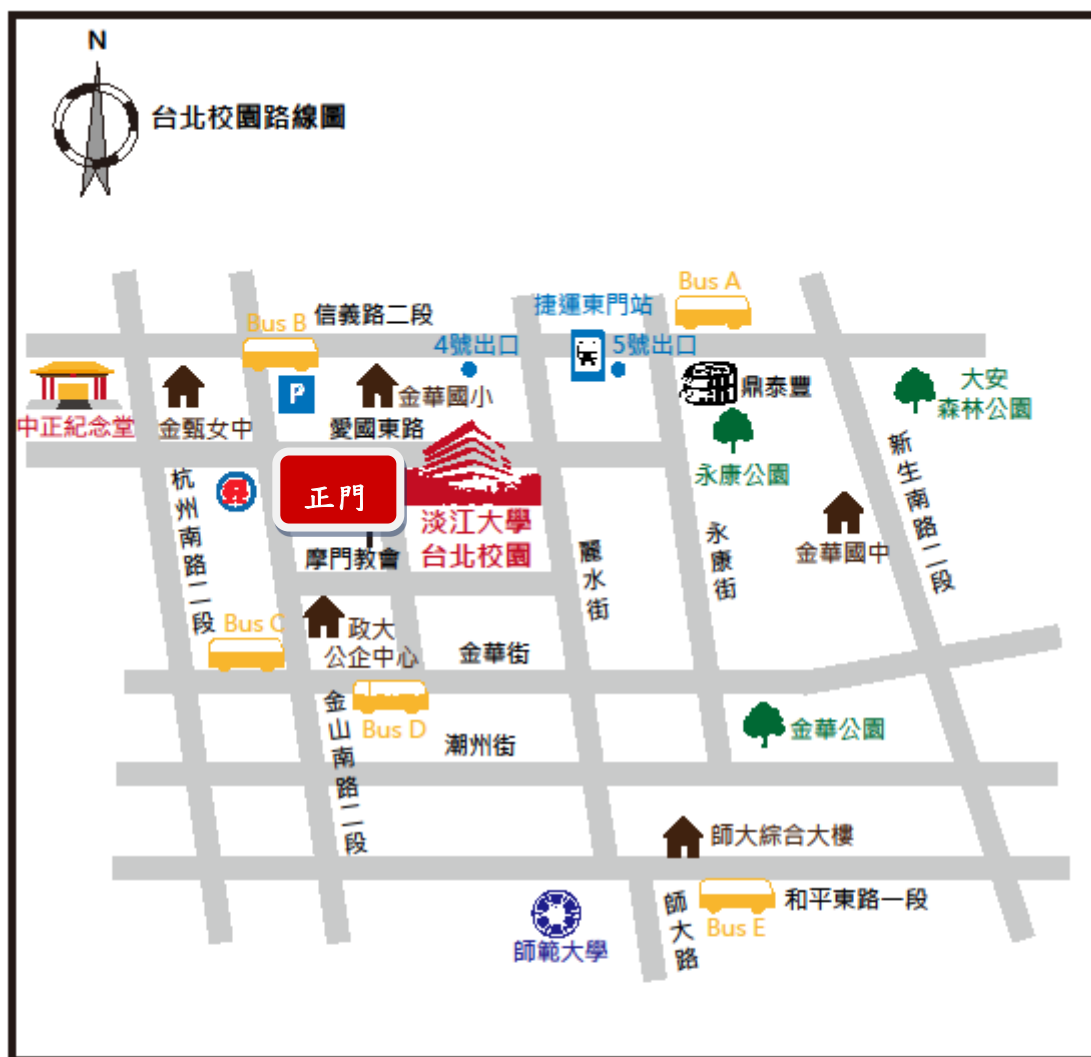 N
台北校園路線圖
Bus A
捷運東門站
信義路二段
Bus B
4號出口
5號出口
P
金華國小
鼎泰豐
大安
森林公園
中正紀念堂
金甌女中
愛國東路
永康公園
新生南路二段
杭州南路二段
正門
淡江大學
台北校園
金華國中
麗水街
永康街
摩門教會
Bus C
政大
公企中心
金華街
金山南路二段
Bus D
潮州街
金華公園
師大綜合大樓
和平東路一段
師大路
Bus E
師範大學